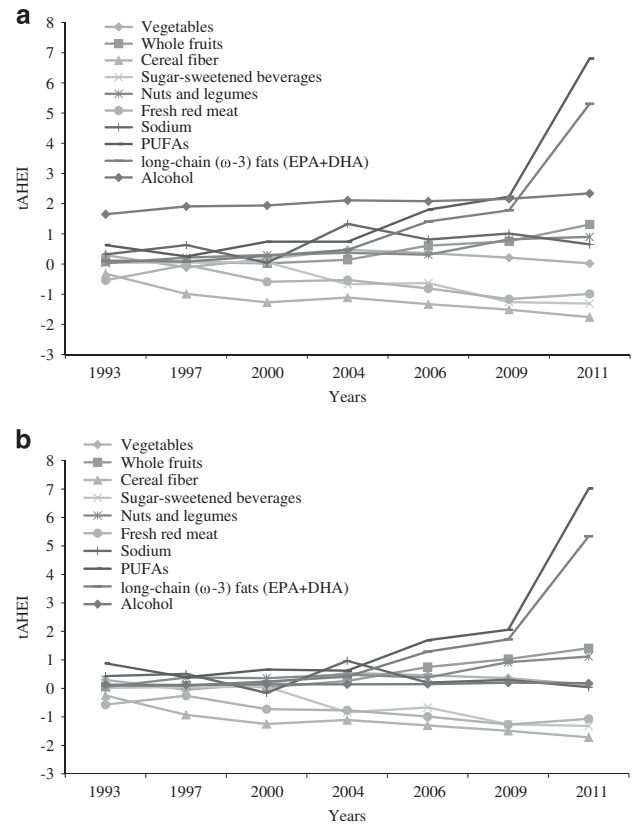 a
8
7
6
5
4
3
2
1
0
-1
-2
-3
tAHEI
Vegetables
Whole fruits
Cereal fiber
Sugar-sweetened beverages
Nuts and legumes
Fresh red meat
Sodium
PUFAs
long-chain (ω-3) fats (EPA+DHA)
Alcohol
1993 1997 2000 2004 2006 2009 2011
Years
b
8
7
6
5
4
3
2
1
0
-1
-2
-3
tAHEI
Vegetables
Whole fruits
Cereal fiber
Sugar-sweetened beverages
Nuts and legumes
Fresh red meat
Sodium
PUFAs
long-chain (ω-3) fats (EPA+DHA)
Alcohol
1993 1997 2000 2004 2006 2009 2011
Years